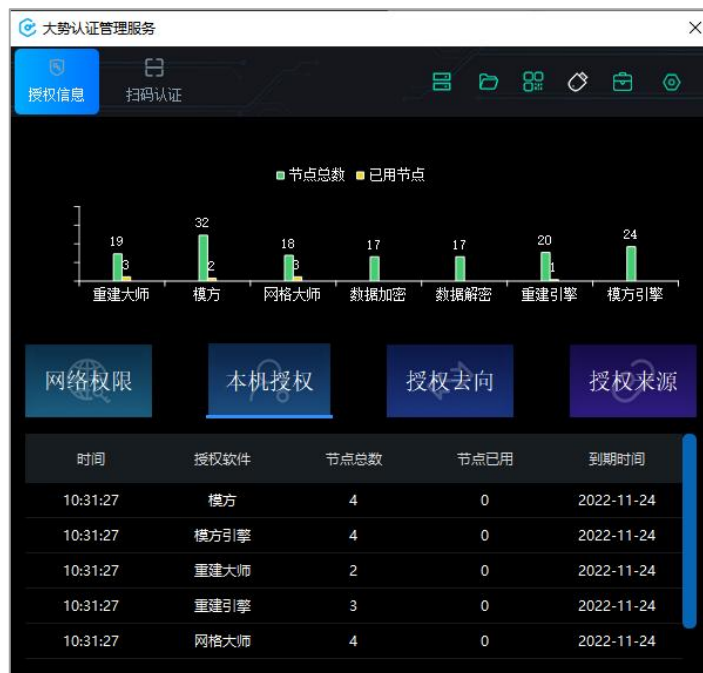 大势认证管理服务
授权信息 扫码认证
节点总数 已用节点
19 3 32 2 18 3 17 17 20 1 24
重建大师 模方 网格大师 数据加密 数据解密 重建引擎 模方引擎
网络权限 本机授权 授权去向 授权来源
时间 授权软件 节点总数 节点已用 到期时间
10:31:27 模方 4 0 2022-11-24
10:31:27 模方引擎 4 0 2022-11-24
10:31:27 重建大师 2 0 2022-11-24
10:31:27 重建引擎 3 0 2022-11-24
10:31:27 网格大师 4 0 2022-11-24